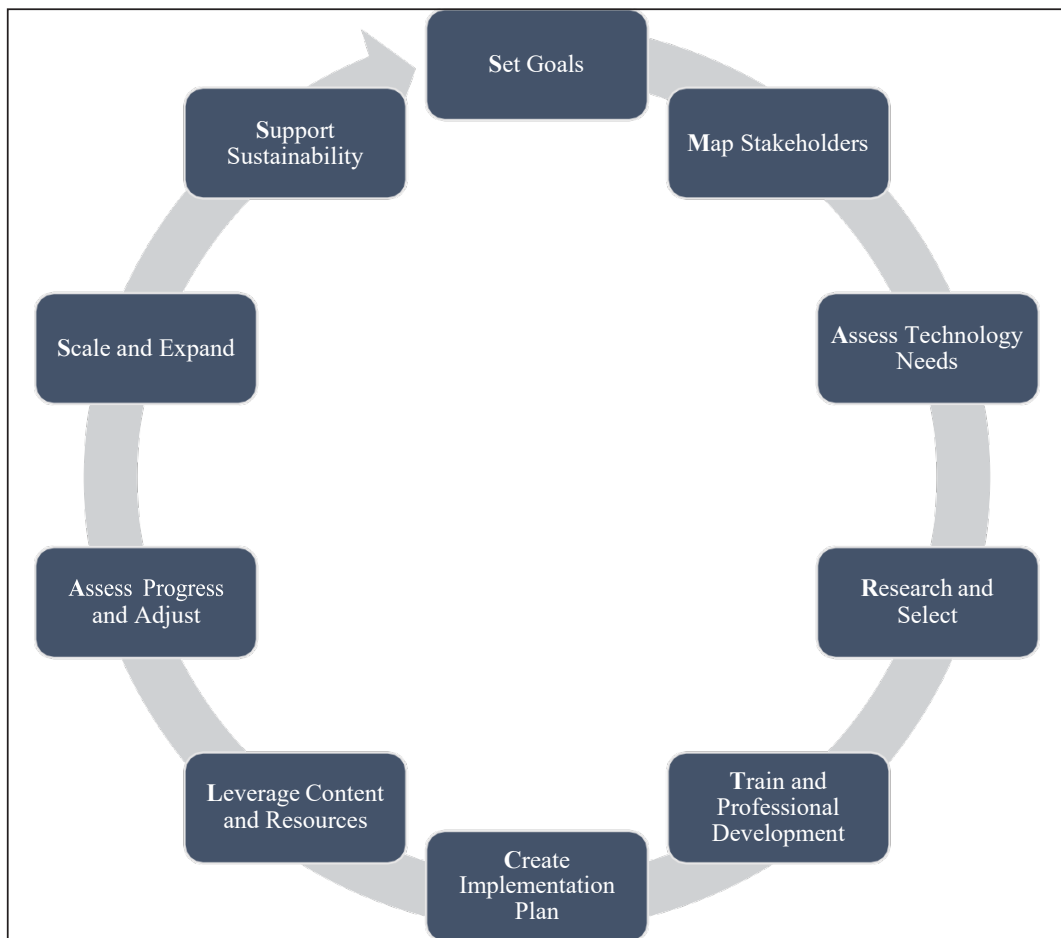 Set Goals
Map Stakeholders
Assess Technology
Needs
Research and
Select
Train and
Professional
Development
Create
Implementation
Plan
Leverage Content
and Resources
Assess Progress
and Adjust
Scale and Expand
Support
Sustainability